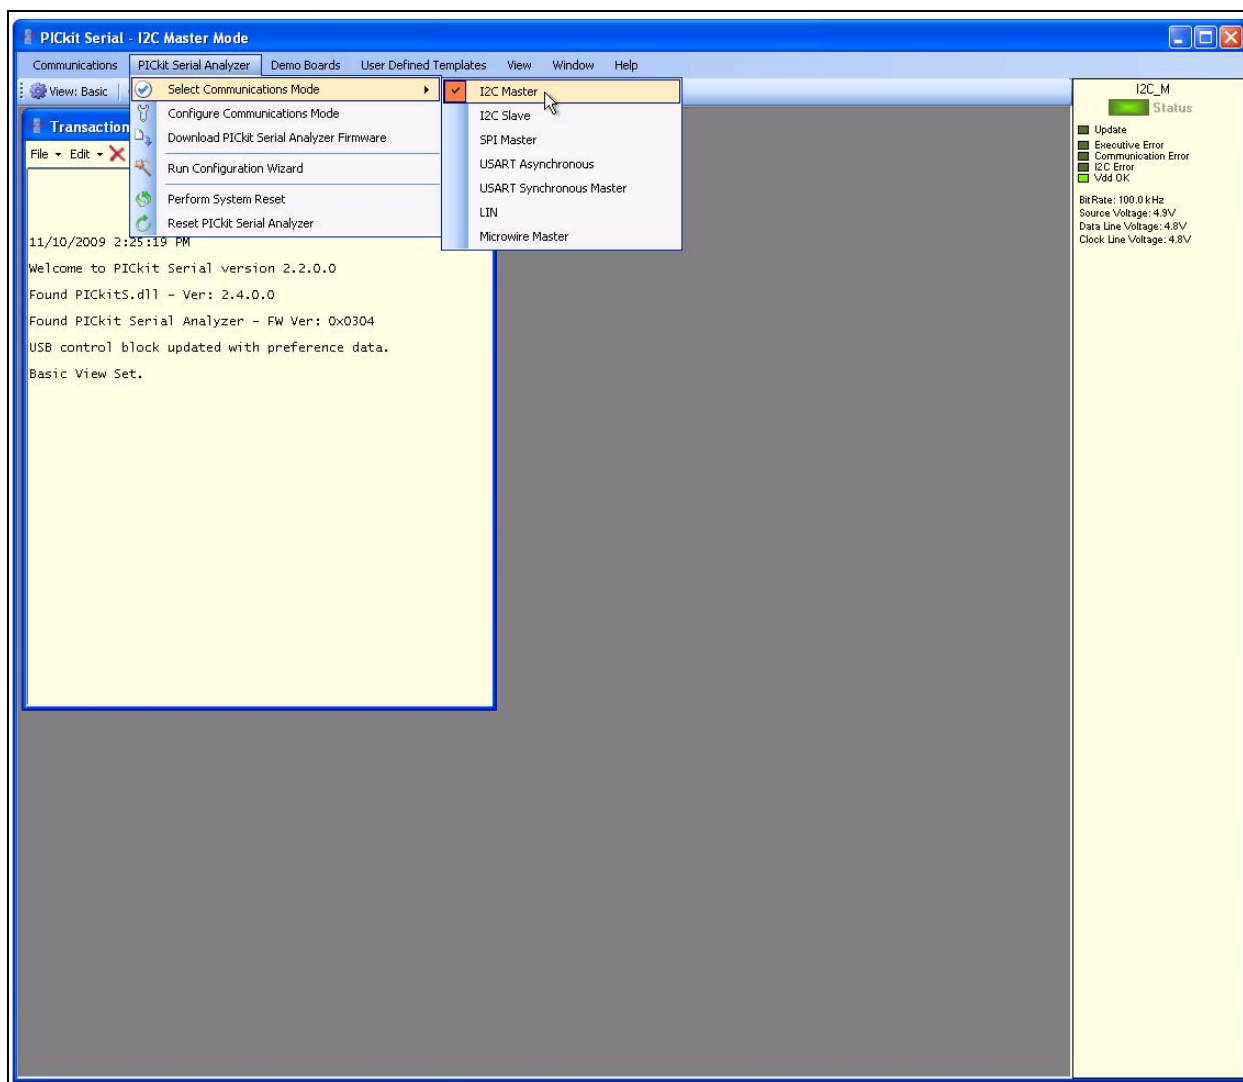 PICkit Serial - I2C Master Mode
Communications PICkit Serial Analyzer Demo Boards User Defined Templates View Window Help
View: Basic
Select Communications Mode
Configure Communications Mode
Download PICkit Serial Analyzer Firmware
Run Configuration Wizard
Perform System Reset
Reset PICkit Serial Analyzer
I2C Master
I2C Slave
SPI Master
USART Asynchronous
USART Synchronous Master
LIN
Microwire Master
Transaction
File Edit
11/10/2009 2:25:19 PM
Welcome to PICkit Serial version 2.2.0.0
Found PICkitS.dll - Ver: 2.4.0.0
Found PICkit Serial Analyzer - FW Ver: 0x0304
USB control block updated with preference data.
Basic View Set.
I2C_M
Status
Update
Executive Error
Communication Error
I2C Error
Vdd OK
BitRate: 100.0 kHz
Source Voltage: 4.9V
Data Line Voltage: 4.8V
Clock Line Voltage: 4.8V